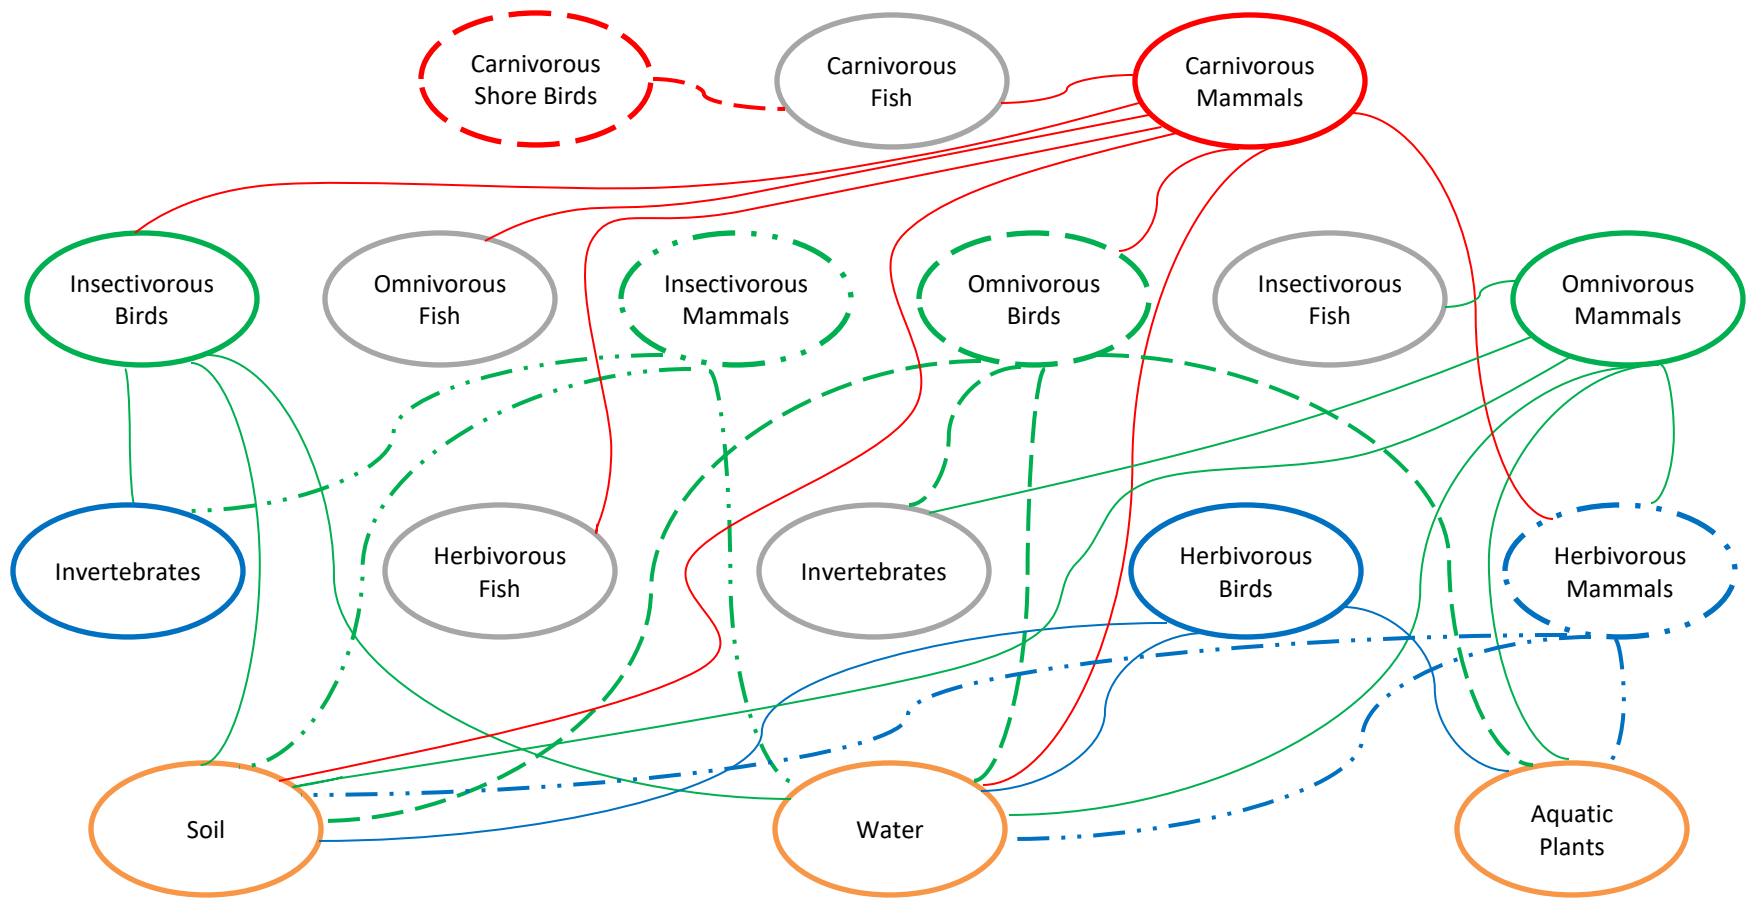 Carnivorous
Shore Birds
Carnivorous
Fish
Carnivorous
Mammals
Insectivorous
Birds
Omnivorous
Fish
Insectivorous
Mammals
Omnivorous
Birds
Insectivorous
Fish
Omnivorous
Mammals
Invertebrates
Herbivorous
Fish
Invertebrates
Herbivorous
Birds
Herbivorous
Mammals
Soil
Water
Aquatic
Plants